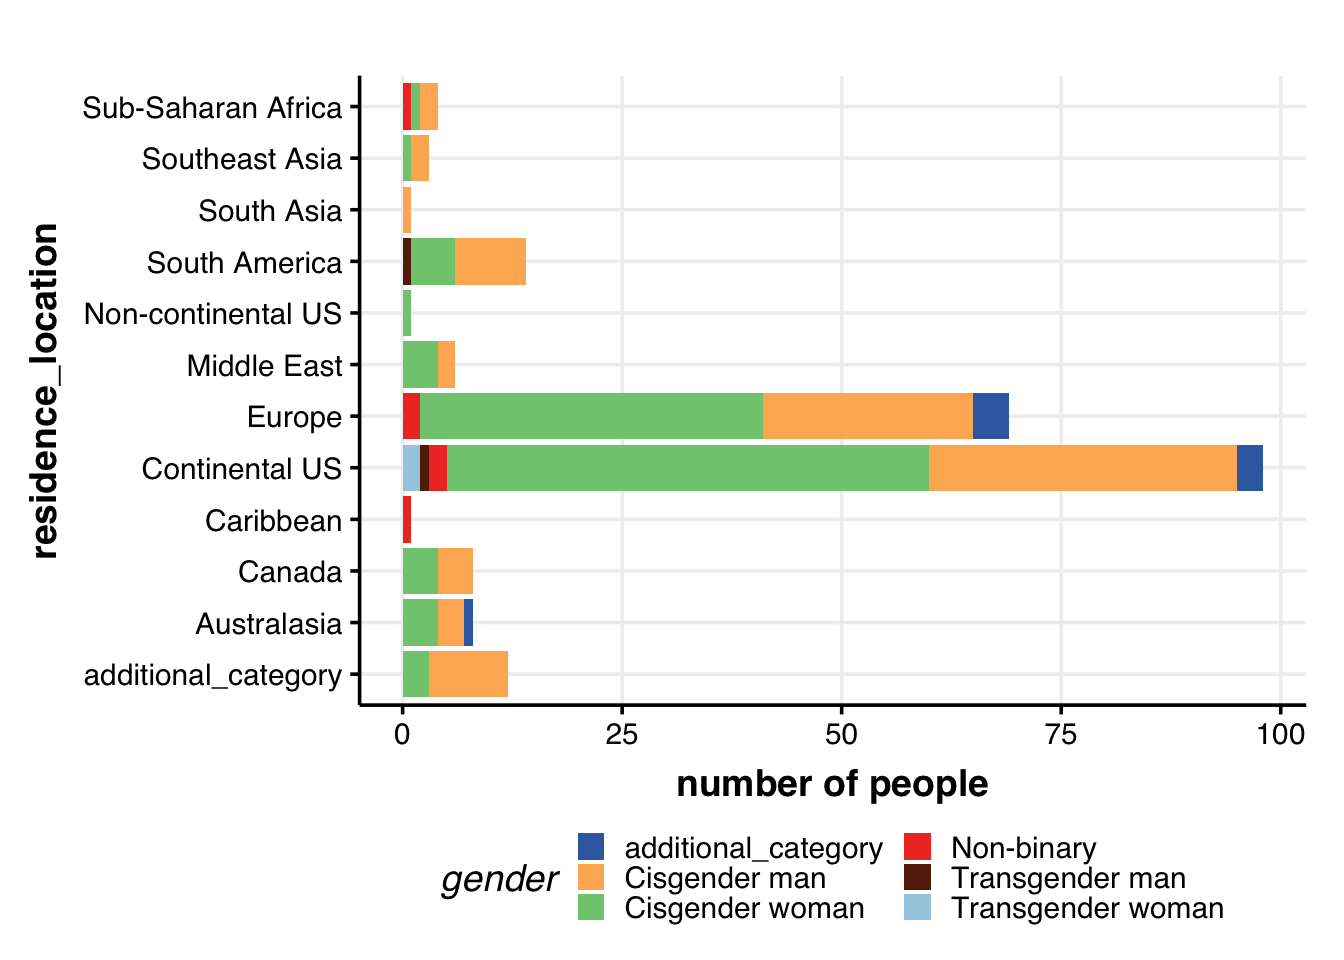 Sub-Saharan Africa
Southeast Asia
South Asia
South America
Non-continental US
Middle East
Europe
Continental US
Caribbean
Canada
Australasia
additional_category
residence_location
0 25 50 75 100
number of people
gender
additional_category
Cisgender man
Cisgender woman
Non-binary
Transgender man
Transgender woman